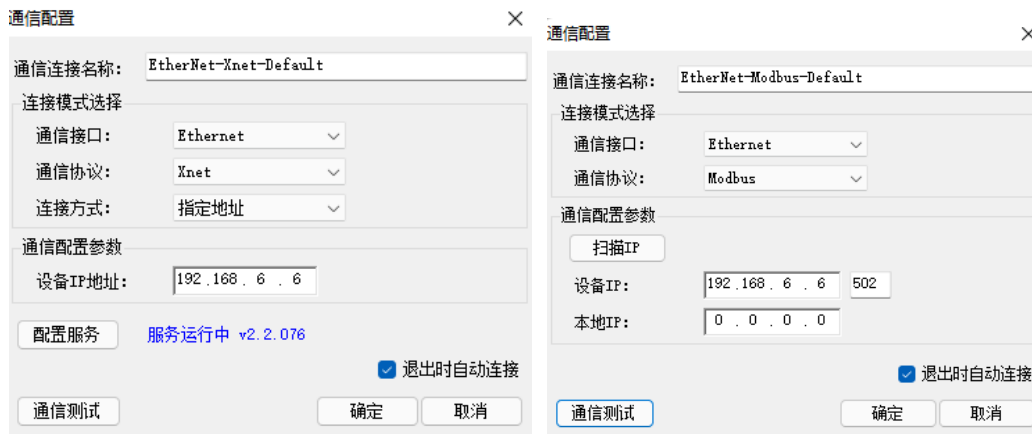 通信配置
通信连接名称: EtherNet-Xnet-Default
连接模式选择
通信接口: Ethernet
通信协议: Xnet
连接方式: 指定地址
通信配置参数
设备IP地址: 192 . 168 . 6 . 6
配置服务 服务运行中 v2.2.076
退出时自动连接
通信测试 确定 取消
通信配置
通信连接名称: EtherNet-Modbus-Default
连接模式选择
通信接口: Ethernet
通信协议: Modbus
通信配置参数
扫描IP
设备IP: 192 . 168 . 6 . 6 502
本地IP: 0 . 0 . 0 . 0
退出时自动连接
通信测试 确定 取消